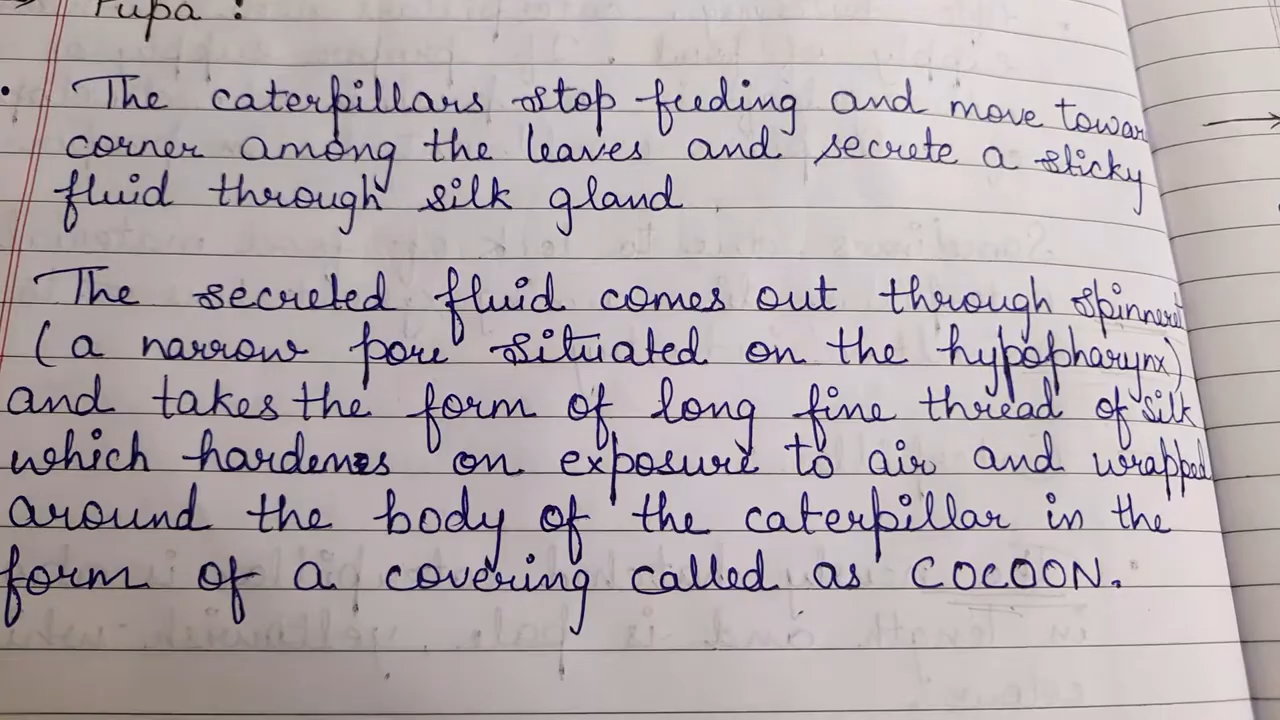 Pupa :
• The caterpillars stop feeding and move towar
corner among the leaves and secrete a sticky
fluid through silk gland
The secreted fluid comes out through spinneret
(a narrow pore situated on the hypopharynx)
and takes the form of long fine thread of silk
which hardenes on exposure to air and wrapped
around the body of the caterpillar in the
form of a covering called as COCOON.